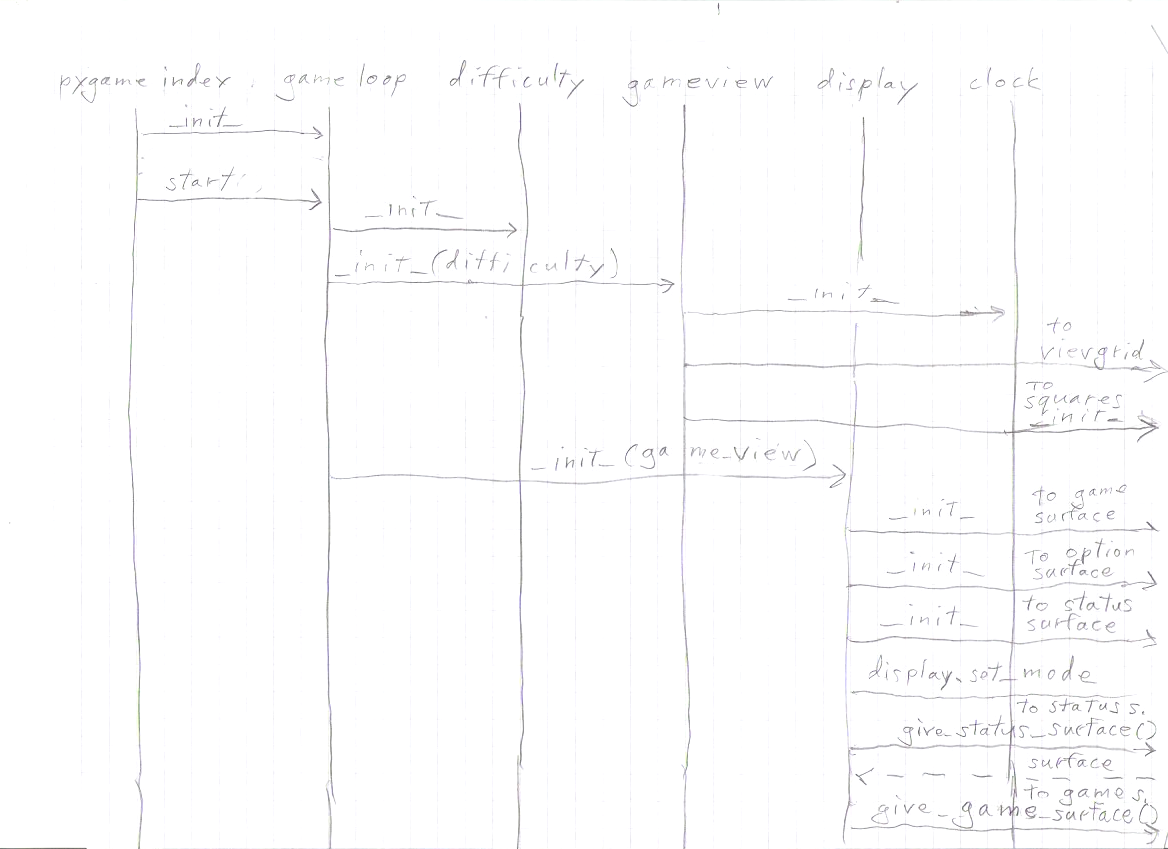 pygame index. game loop difficulty gameview display clock
_init_
start
_init_
_init_(difficulty)
_init_
to
vievgrid
To
squares
_init_
_init_(game_view)
_init_ to game
surface
_init_ To option
surface
_init_ to status
surface
display.set_mode
to status s.
give_status_surface()
surface
to game s.
give_game_surface()